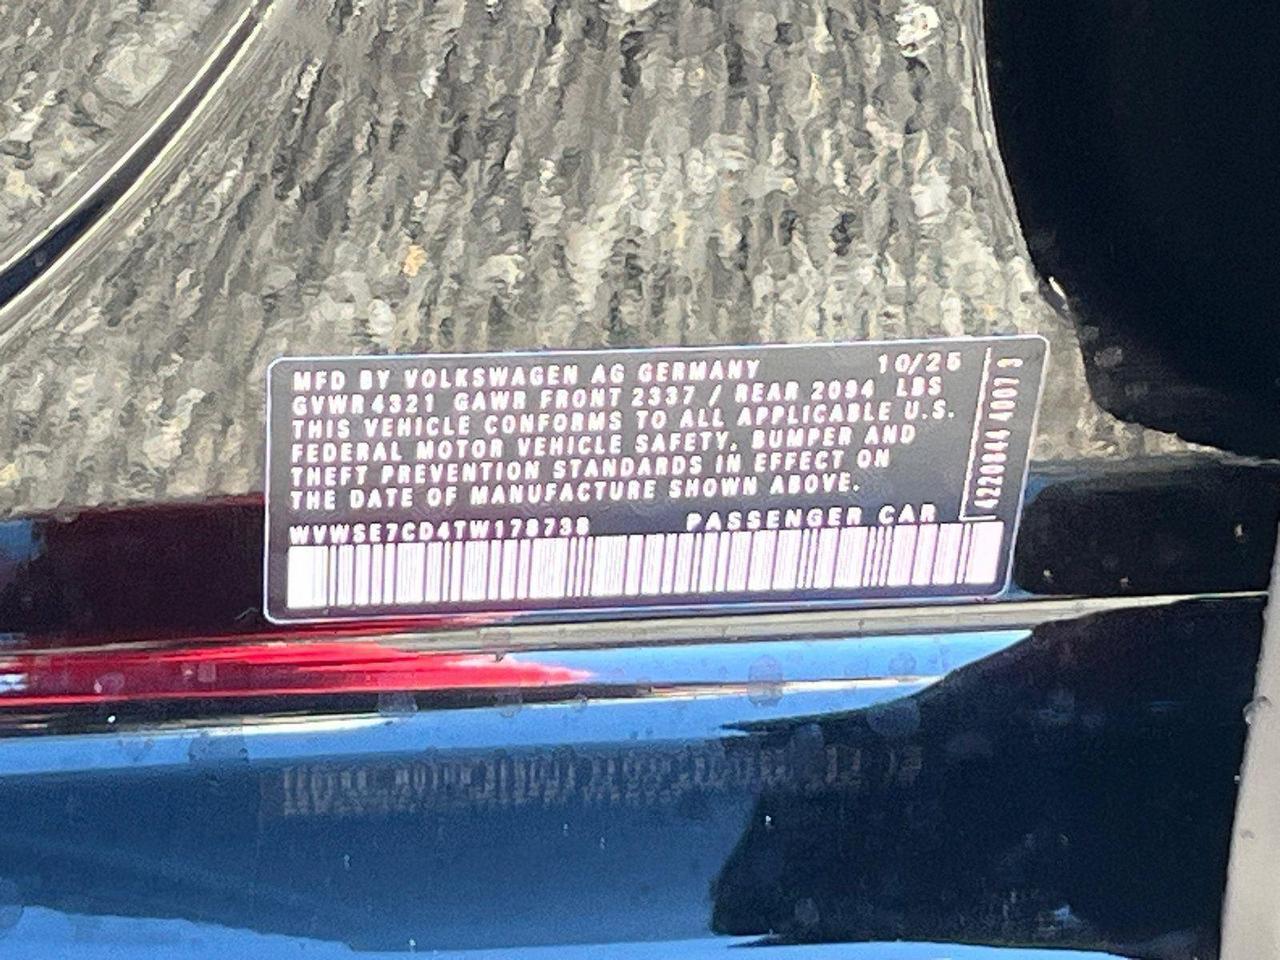 MFD BY VOLKSWAGEN AG GERMANY 10/25
GVWR 4321 GAWR FRONT 2337 / REAR 2094 LBS
THIS VEHICLE CONFORMS TO ALL APPLICABLE U.S.
FEDERAL MOTOR VEHICLE SAFETY, BUMPER AND
THEFT PREVENTION STANDARDS IN EFFECT ON
THE DATE OF MANUFACTURE SHOWN ABOVE.
WVWSE7CD4TW178738 PASSENGER CAR